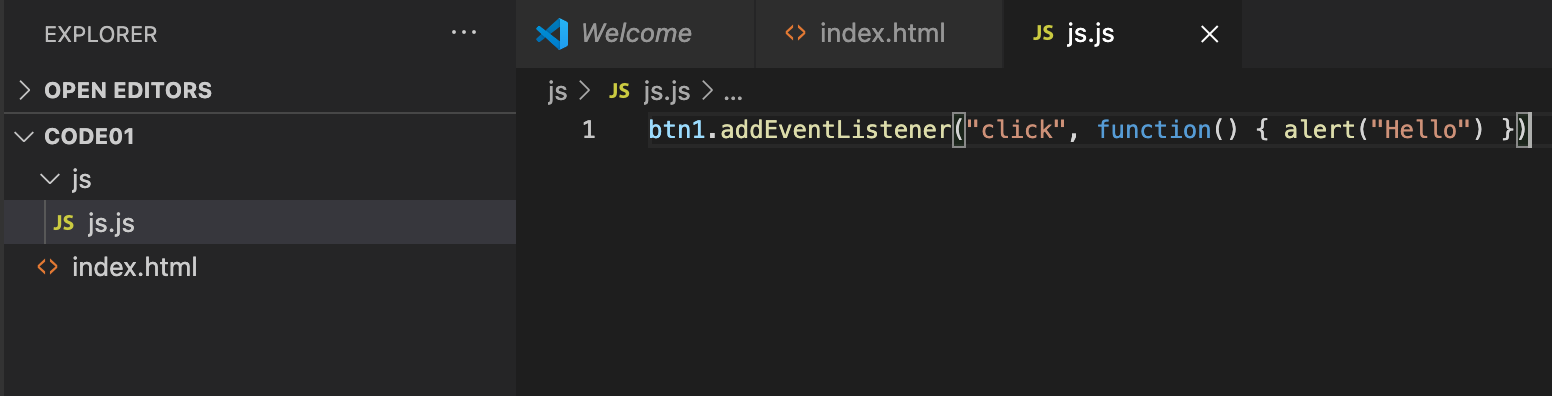 EXPLORER ...
OPEN EDITORS
CODE01
js
JS js.js
<> index.html
Welcome <> index.html JS js.js
js > JS js.js > ...
1 btn1.addEventListener("click", function() { alert("Hello") })